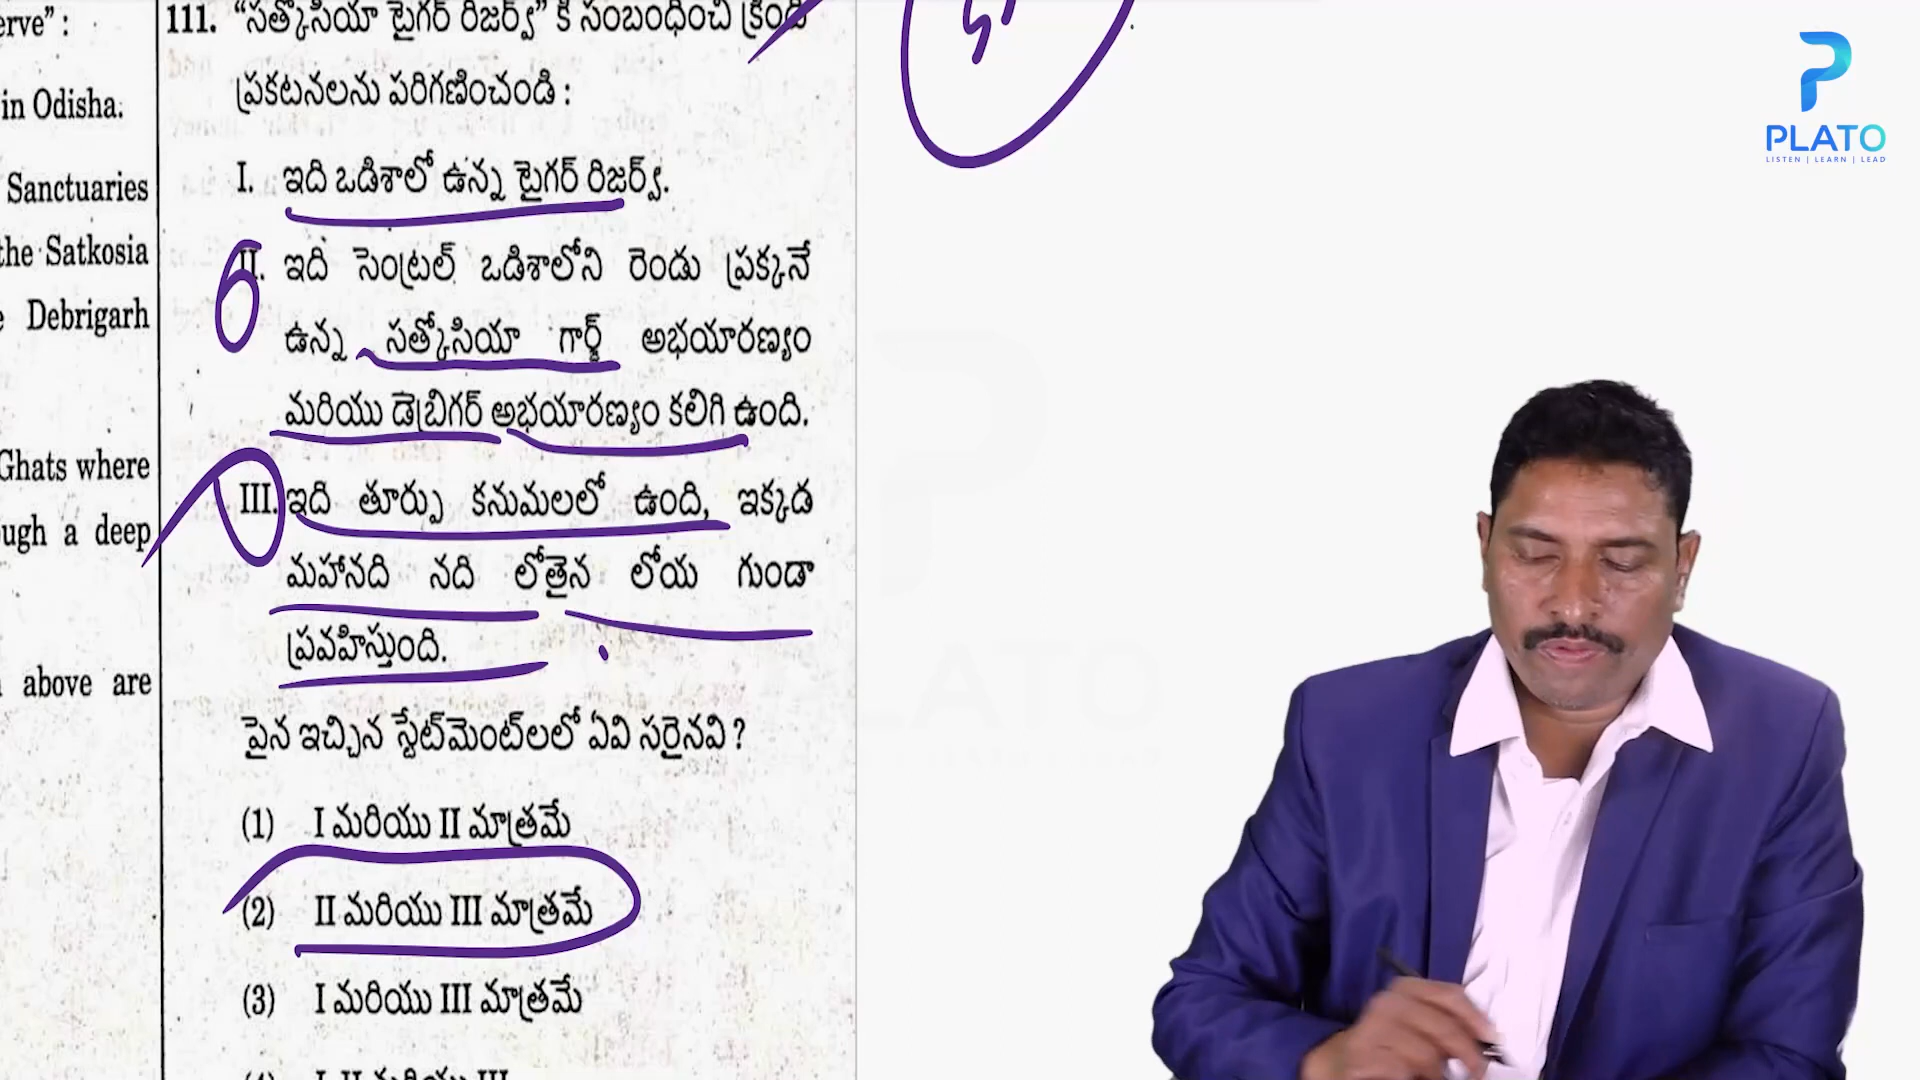 erve" :
in Odisha.
Sanctuaries
the Satkosia
Debrigarh
Ghats where
ugh a deep
above are
111. "సత్కోసియా టైగర్ రిజర్వ్" కి సంబంధించి క్రింది
ప్రకటనలను పరిగణించండి :
I. ఇది ఒడిశాలో ఉన్న టైగర్ రిజర్వ్.
II. ఇది సెంట్రల్ ఒడిశాలోని రెండు ప్రక్కనే
ఉన్న సత్కోసియా గార్జ్ అభయారణ్యం
మరియు డెబ్రిగర్ అభయారణ్యం కలిగి ఉంది.
III. ఇది తూర్పు కనుమలలో ఉంది, ఇక్కడ
మహానది నది లోతైన లోయ గుండా
ప్రవహిస్తుంది.
పైన ఇచ్చిన స్టేట్‌మెంట్‌లలో ఏవి సరైనవి ?
(1) I మరియు II మాత్రమే
(2) II మరియు III మాత్రమే
(3) I మరియు III మాత్రమే
PLATO
LISTEN | LEARN | LEAD